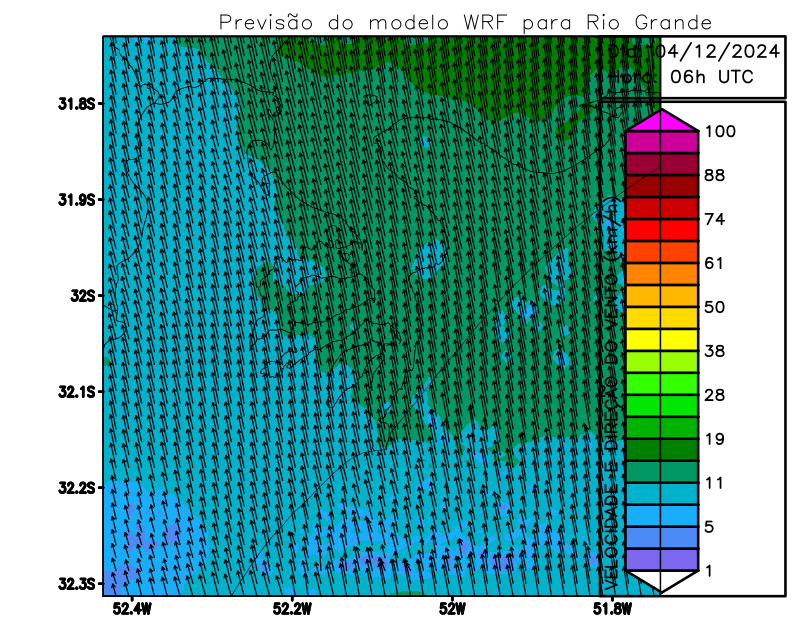 Previsão do modelo WRF para Rio Grande
Dia: 04/12/2024
Hora: 06h UTC
31.8S
31.9S
32S
32.1S
32.2S
32.3S
52.4W
52.2W
52W
51.8W
VELOCIDADE E DIREÇÃO DO VENTO (km/h)
100
88
74
61
50
38
28
19
11
5
1